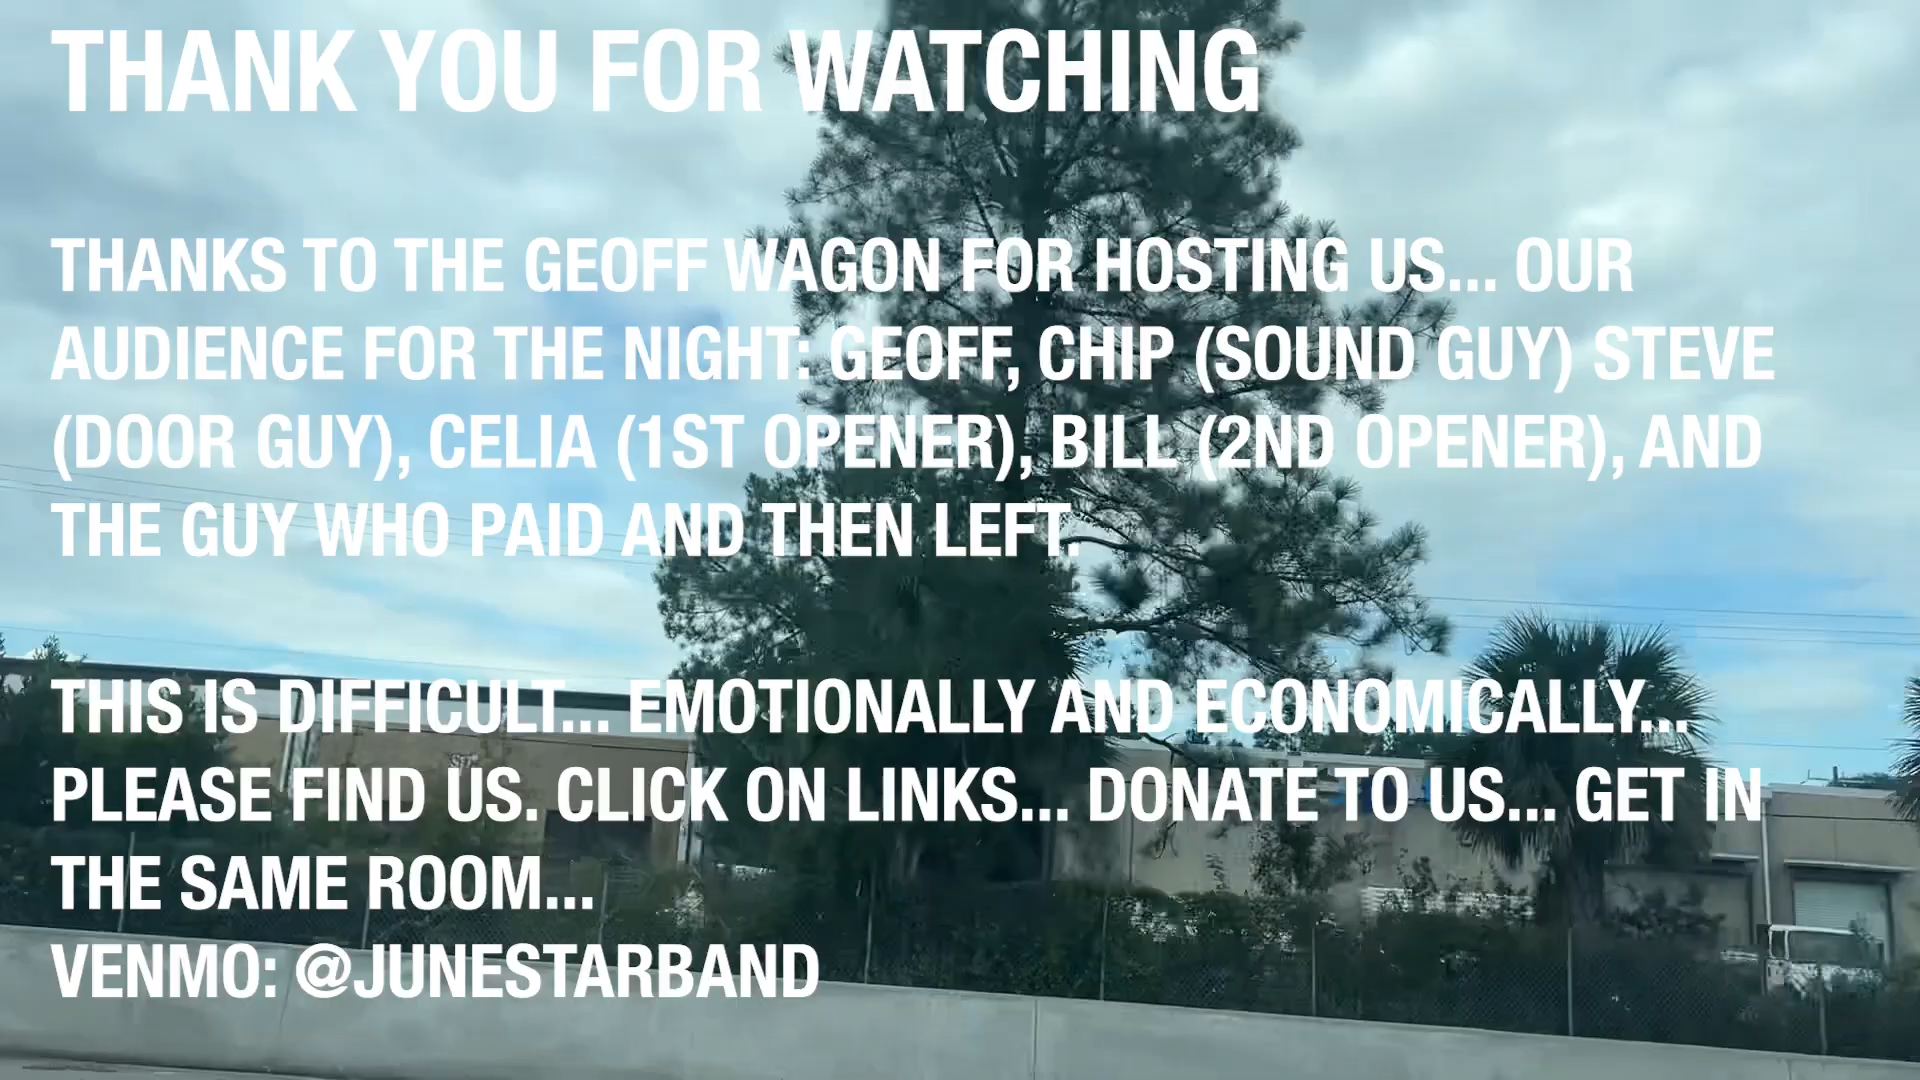 THANK YOU FOR WATCHING
THANKS TO THE GEOFF WAGON FOR HOSTING US... OUR
AUDIENCE FOR THE NIGHT: GEOFF, CHIP (SOUND GUY) STEVE
(DOOR GUY), CELIA (1ST OPENER), BILL (2ND OPENER), AND
THE GUY WHO PAID AND THEN LEFT.
THIS IS DIFFICULT... EMOTIONALLY AND ECONOMICALLY...
PLEASE FIND US. CLICK ON LINKS... DONATE TO US... GET IN
THE SAME ROOM...
VENMO: @JUNESTARBAND